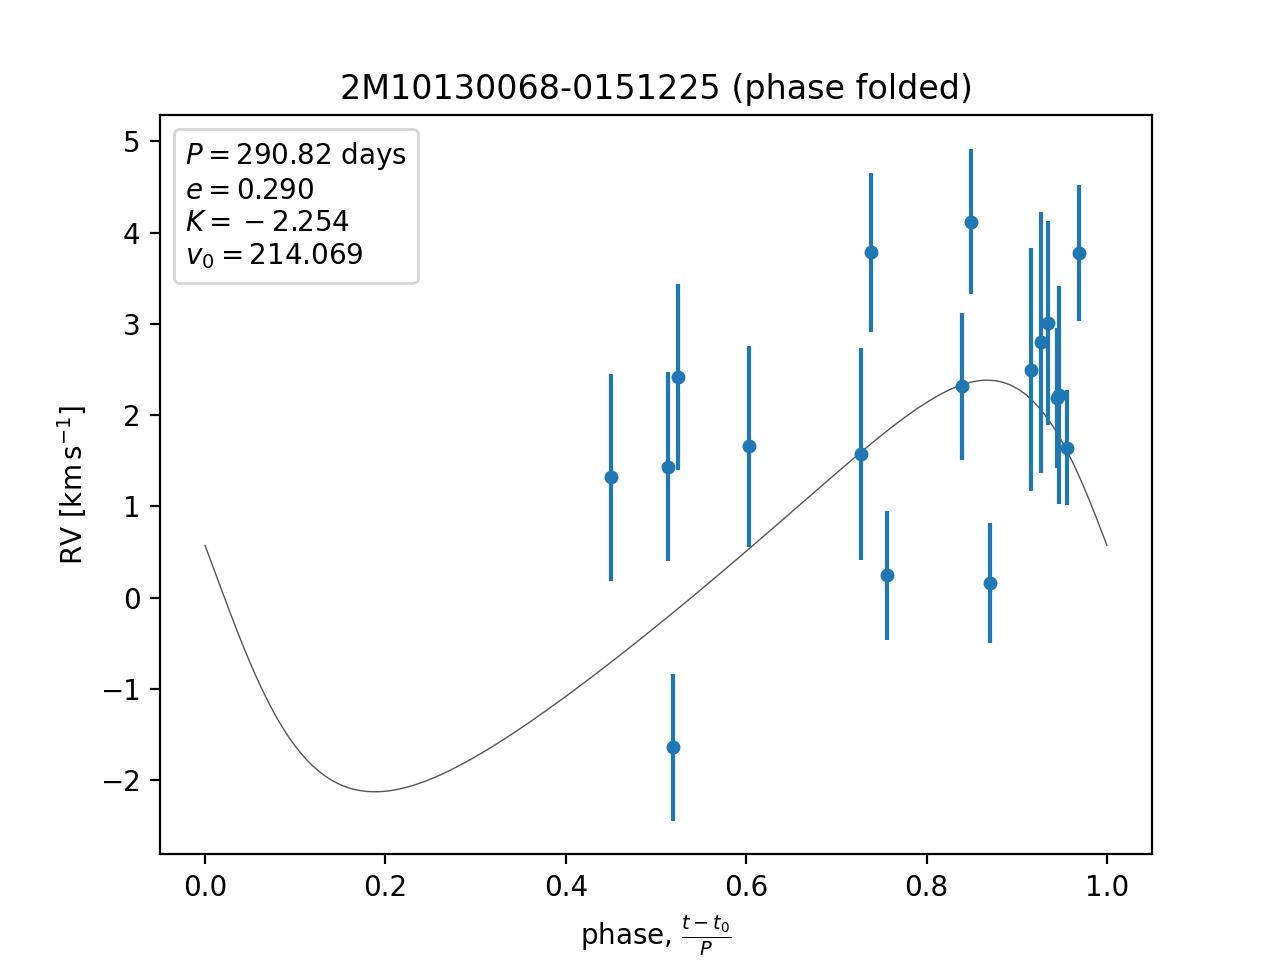 2M10130068-0151225 (phase folded)
P = 290.82 days
e = 0.290
K = −2.254
v₀ = 214.069
RV [km s⁻¹]
5
4
3
2
1
0
−1
−2
0.0 0.2 0.4 0.6 0.8 1.0
phase, (t − t₀)/P